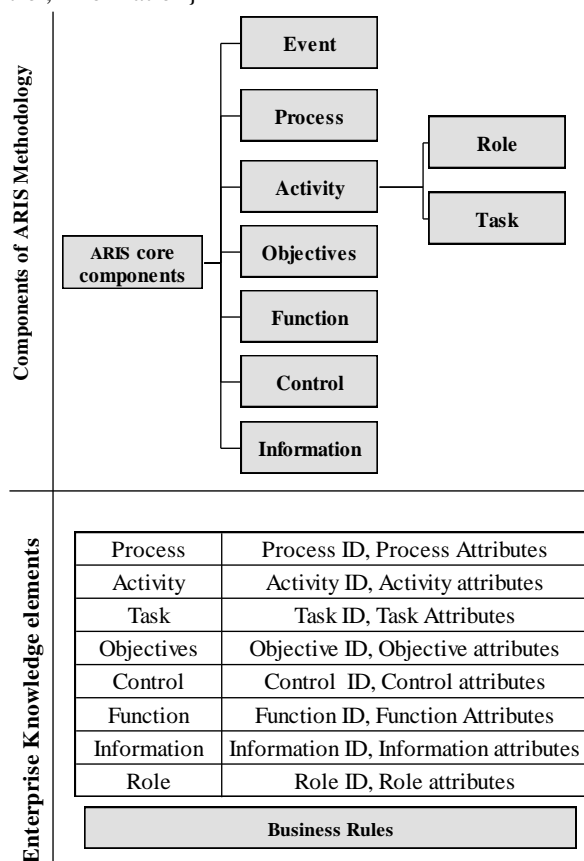 Components of ARIS Methodology
Event
Process
Activity
Role
Task
ARIS core
components
Objectives
Function
Control
Information
Enterprise Knowledge elements
Process Process ID, Process Attributes
Activity Activity ID, Activity attributes
Task Task ID, Task Attributes
Objectives Objective ID, Objective attributes
Control Control ID, Control attributes
Function Function ID, Function Attributes
Information Information ID, Information attributes
Role Role ID, Role attributes
Business Rules